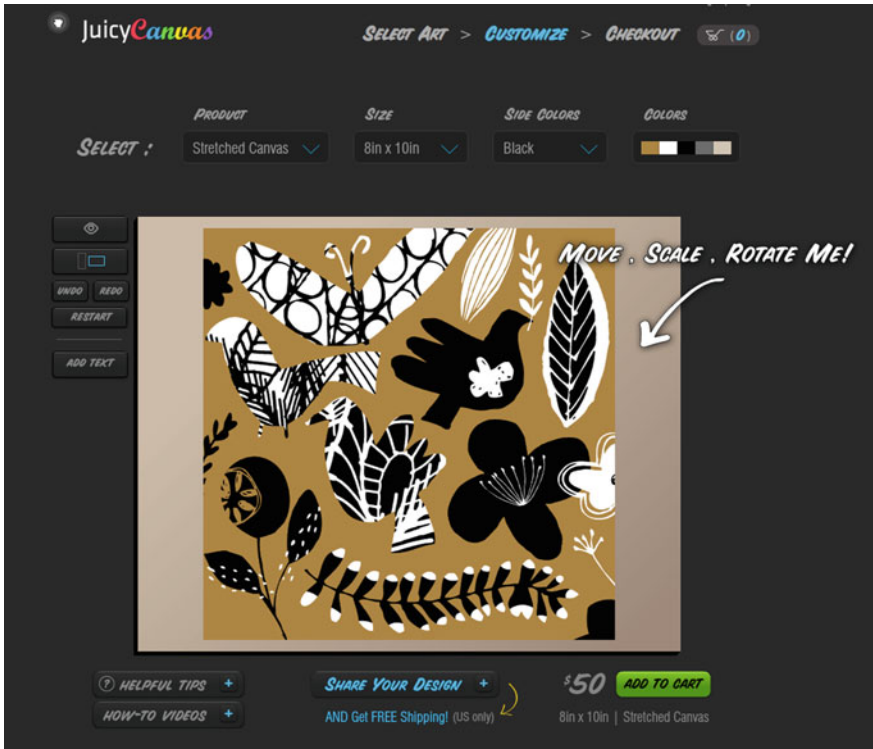 JuicyCanvas
Select Art > Customize > Checkout (0)
Product Size Side Colors Colors
Select : Stretched Canvas 8in x 10in Black
Move . Scale . Rotate Me!
Undo Redo
Restart
Add Text
? Helpful Tips +
Share Your Design +
$50 Add to Cart
How-to Videos +
AND Get FREE Shipping! (US only)
8in x 10in | Stretched Canvas